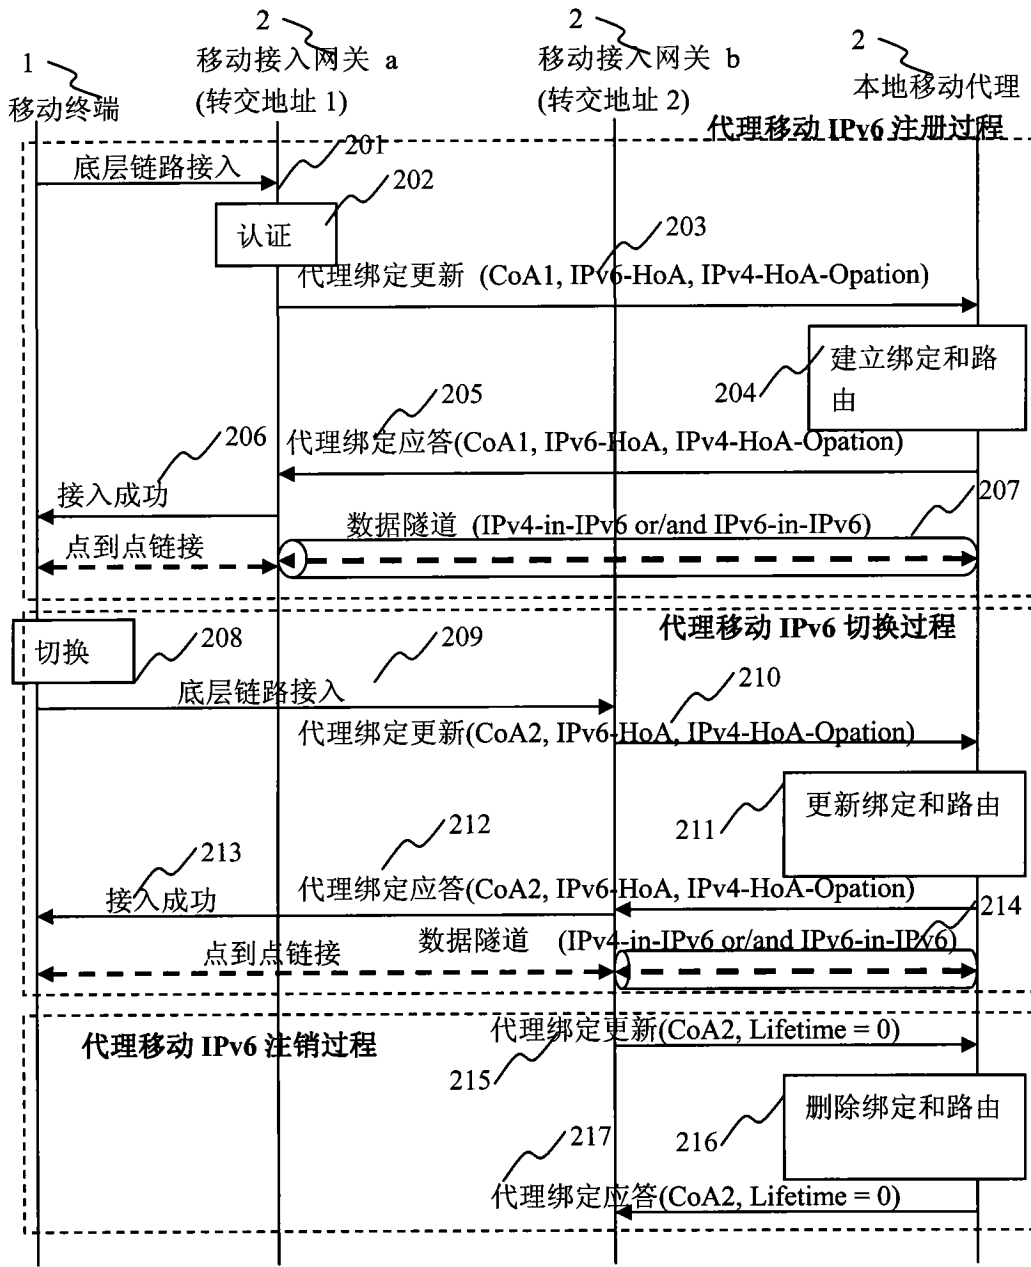 1
移动终端
2
移动接入网关 a
(转交地址 1)
2
移动接入网关 b
(转交地址 2)
2
本地移动代理
代理移动 IPv6 注册过程
底层链路接入
201
认证
202
203
代理绑定更新 (CoA1, IPv6-HoA, IPv4-HoA-Opation)
建立绑定和路
由
204
205
代理绑定应答(CoA1, IPv6-HoA, IPv4-HoA-Opation)
206
接入成功
207
数据隧道 (IPv4-in-IPv6 or/and IPv6-in-IPv6)
点到点链接
代理移动 IPv6 切换过程
切换
208
209
底层链路接入
210
代理绑定更新(CoA2, IPv6-HoA, IPv4-HoA-Opation)
更新绑定和路由
211
212
代理绑定应答(CoA2, IPv6-HoA, IPv4-HoA-Opation)
213
接入成功
214
数据隧道 (IPv4-in-IPv6 or/and IPv6-in-IPv6)
点到点链接
代理移动 IPv6 注销过程
代理绑定更新(CoA2, Lifetime = 0)
215
删除绑定和路由
216
217
代理绑定应答(CoA2, Lifetime = 0)